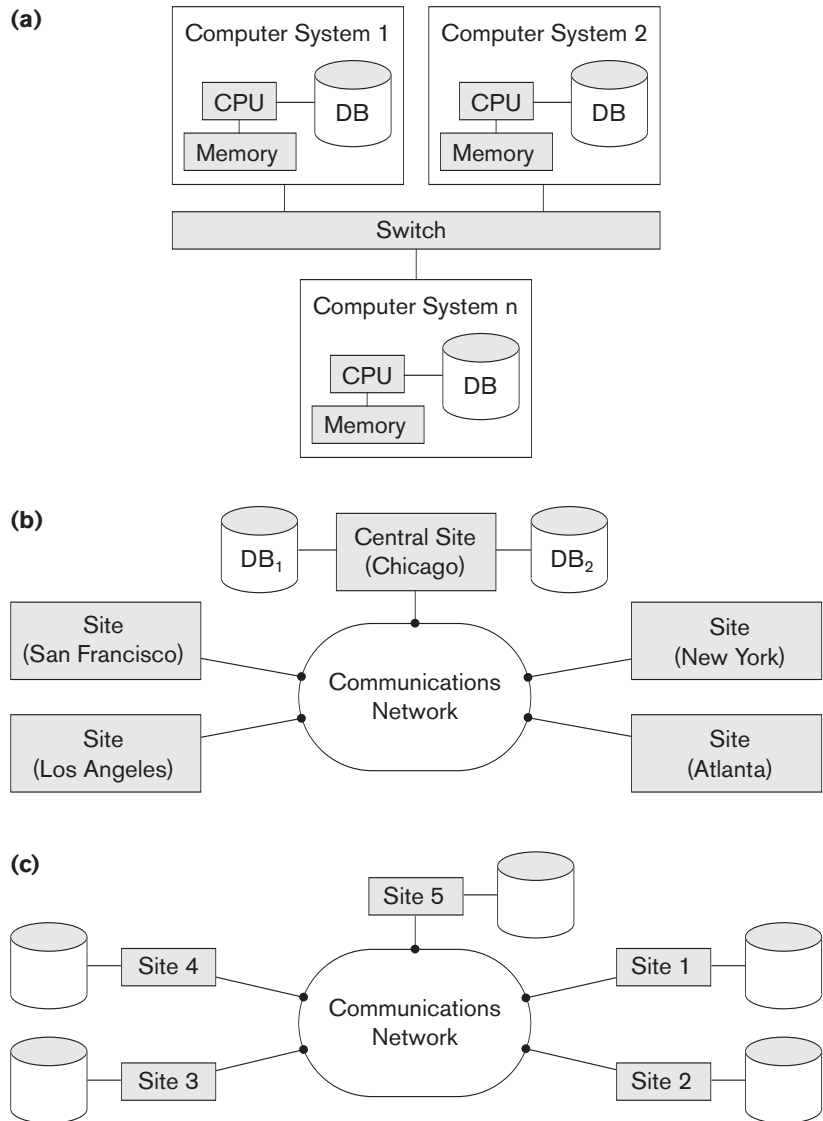 (a)
Computer System 1
CPU
DB
Memory
Computer System 2
CPU
DB
Memory
Switch
Computer System n
CPU
DB
Memory
(b)
DB₁
Central Site
(Chicago)
DB₂
Site
(San Francisco)
Site
(New York)
Communications
Network
Site
(Los Angeles)
Site
(Atlanta)
(c)
Site 5
Site 4
Site 1
Communications
Network
Site 3
Site 2